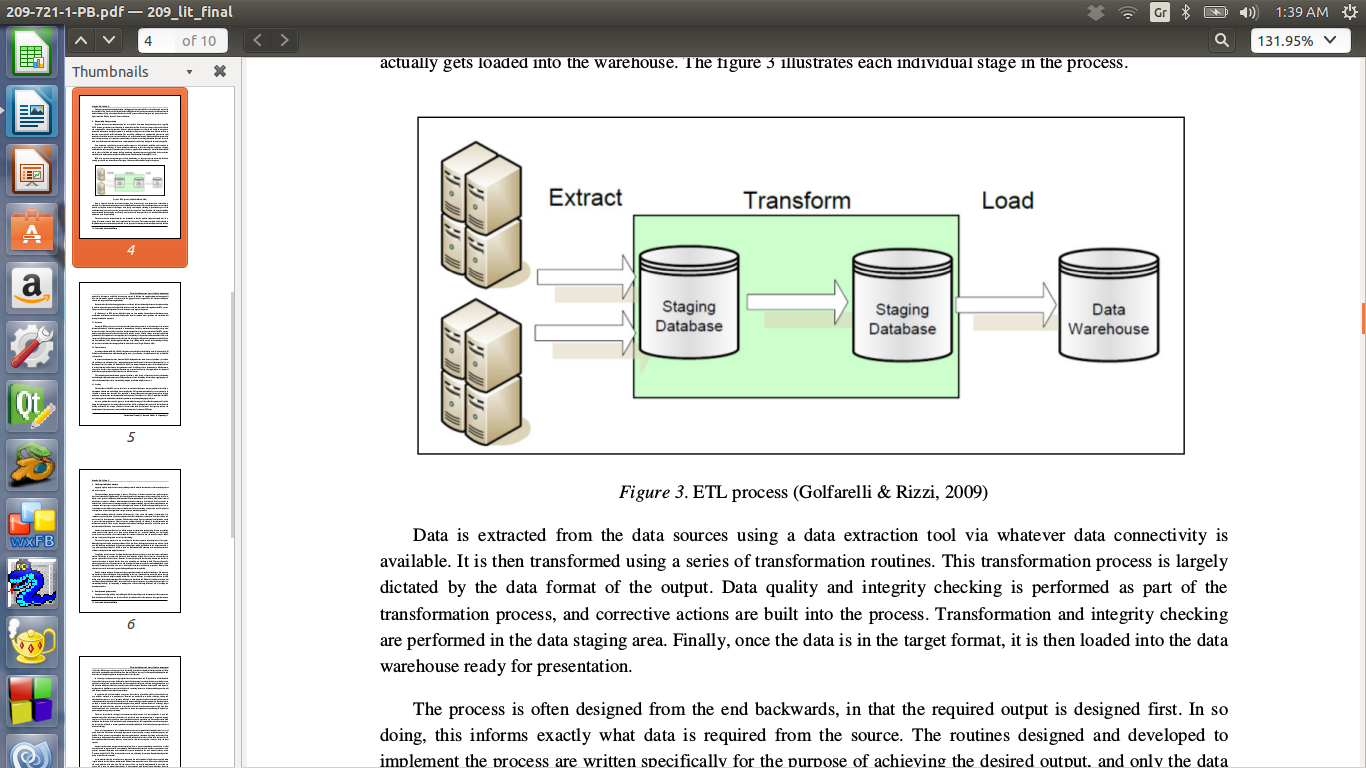 209-721-1-PB.pdf — 209_lit_final
Gr
1:39 AM
4
of 10
131.95%
Thumbnails
4
5
6
A
a
Qt
wxFB
actually gets loaded into the warehouse. The figure 3 illustrates each individual stage in the process.
Extract
Transform
Load
Staging
Database
Staging
Database
Data
Warehouse
Figure 3. ETL process (Golfarelli & Rizzi, 2009)
Data is extracted from the data sources using a data extraction tool via whatever data connectivity is
available. It is then transformed using a series of transformation routines. This transformation process is largely
dictated by the data format of the output. Data quality and integrity checking is performed as part of the
transformation process, and corrective actions are built into the process. Transformation and integrity checking
are performed in the data staging area. Finally, once the data is in the target format, it is then loaded into the data
warehouse ready for presentation.
The process is often designed from the end backwards, in that the required output is designed first. In so
doing, this informs exactly what data is required from the source. The routines designed and developed to
implement the process are written specifically for the purpose of achieving the desired output, and only the data